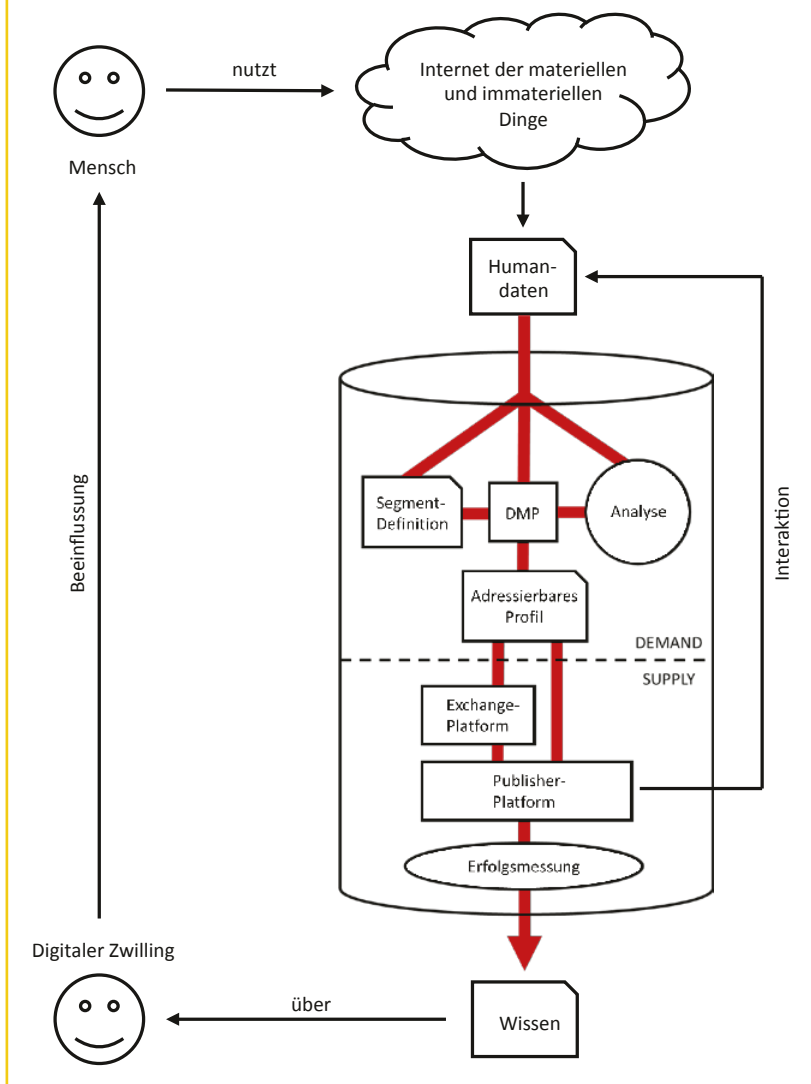 nutzt
Internet der materiellen
und immateriellen
Dinge
Mensch
Human-
daten
Beeinflussung
Interaktion
Segment-
Definition
DMP
Analyse
Adressierbares
Profil
DEMAND
SUPPLY
Exchange-
Platform
Publisher-
Platform
Erfolgsmessung
Digitaler Zwilling
über
Wissen